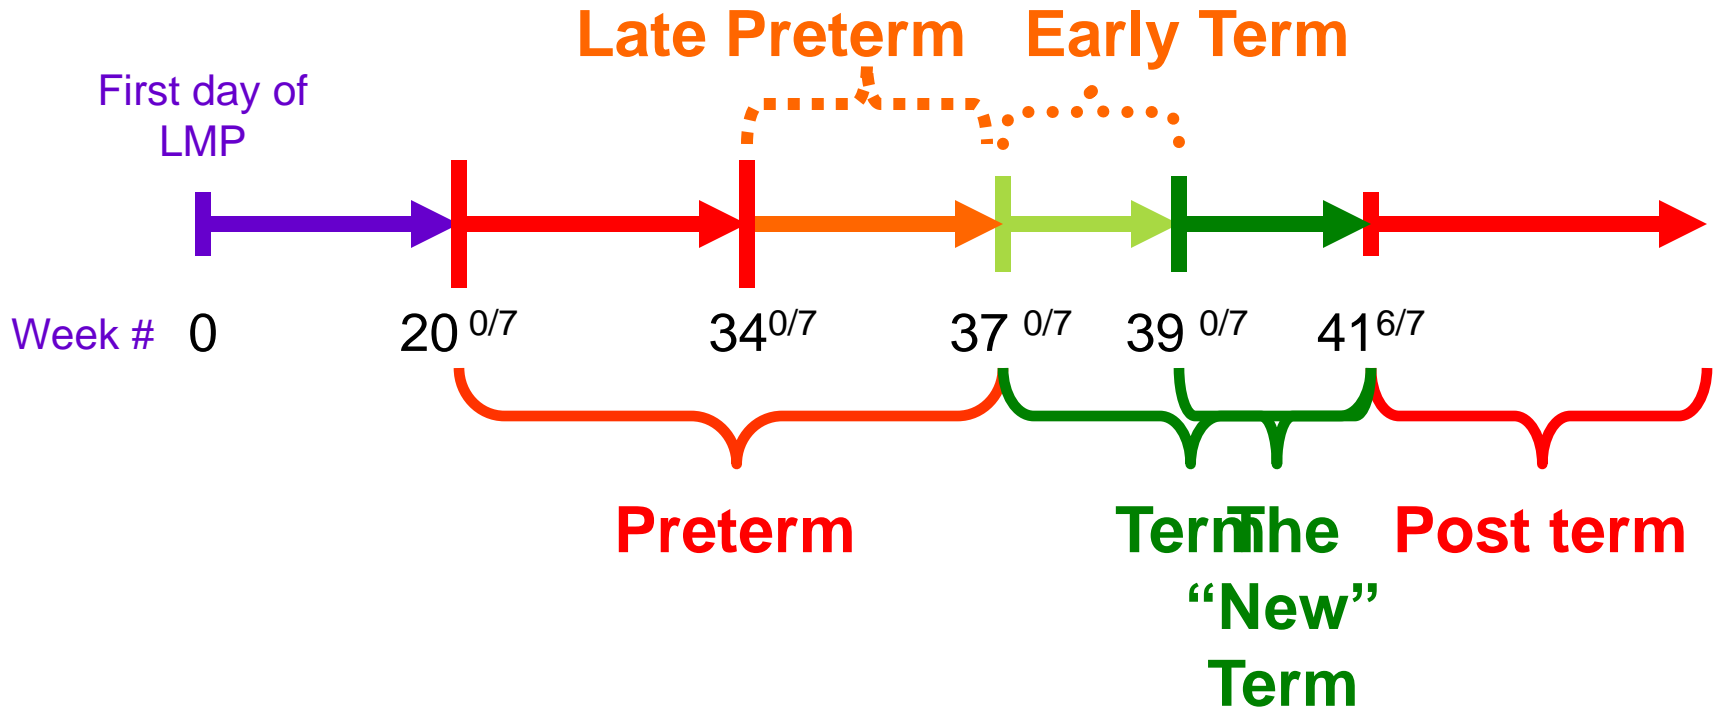 Late Preterm
Early Term
First day of
LMP
Week # 0 20 0/7 34 0/7 37 0/7 39 0/7 41 6/7
Preterm
Term
The
“New”
Term
Post term